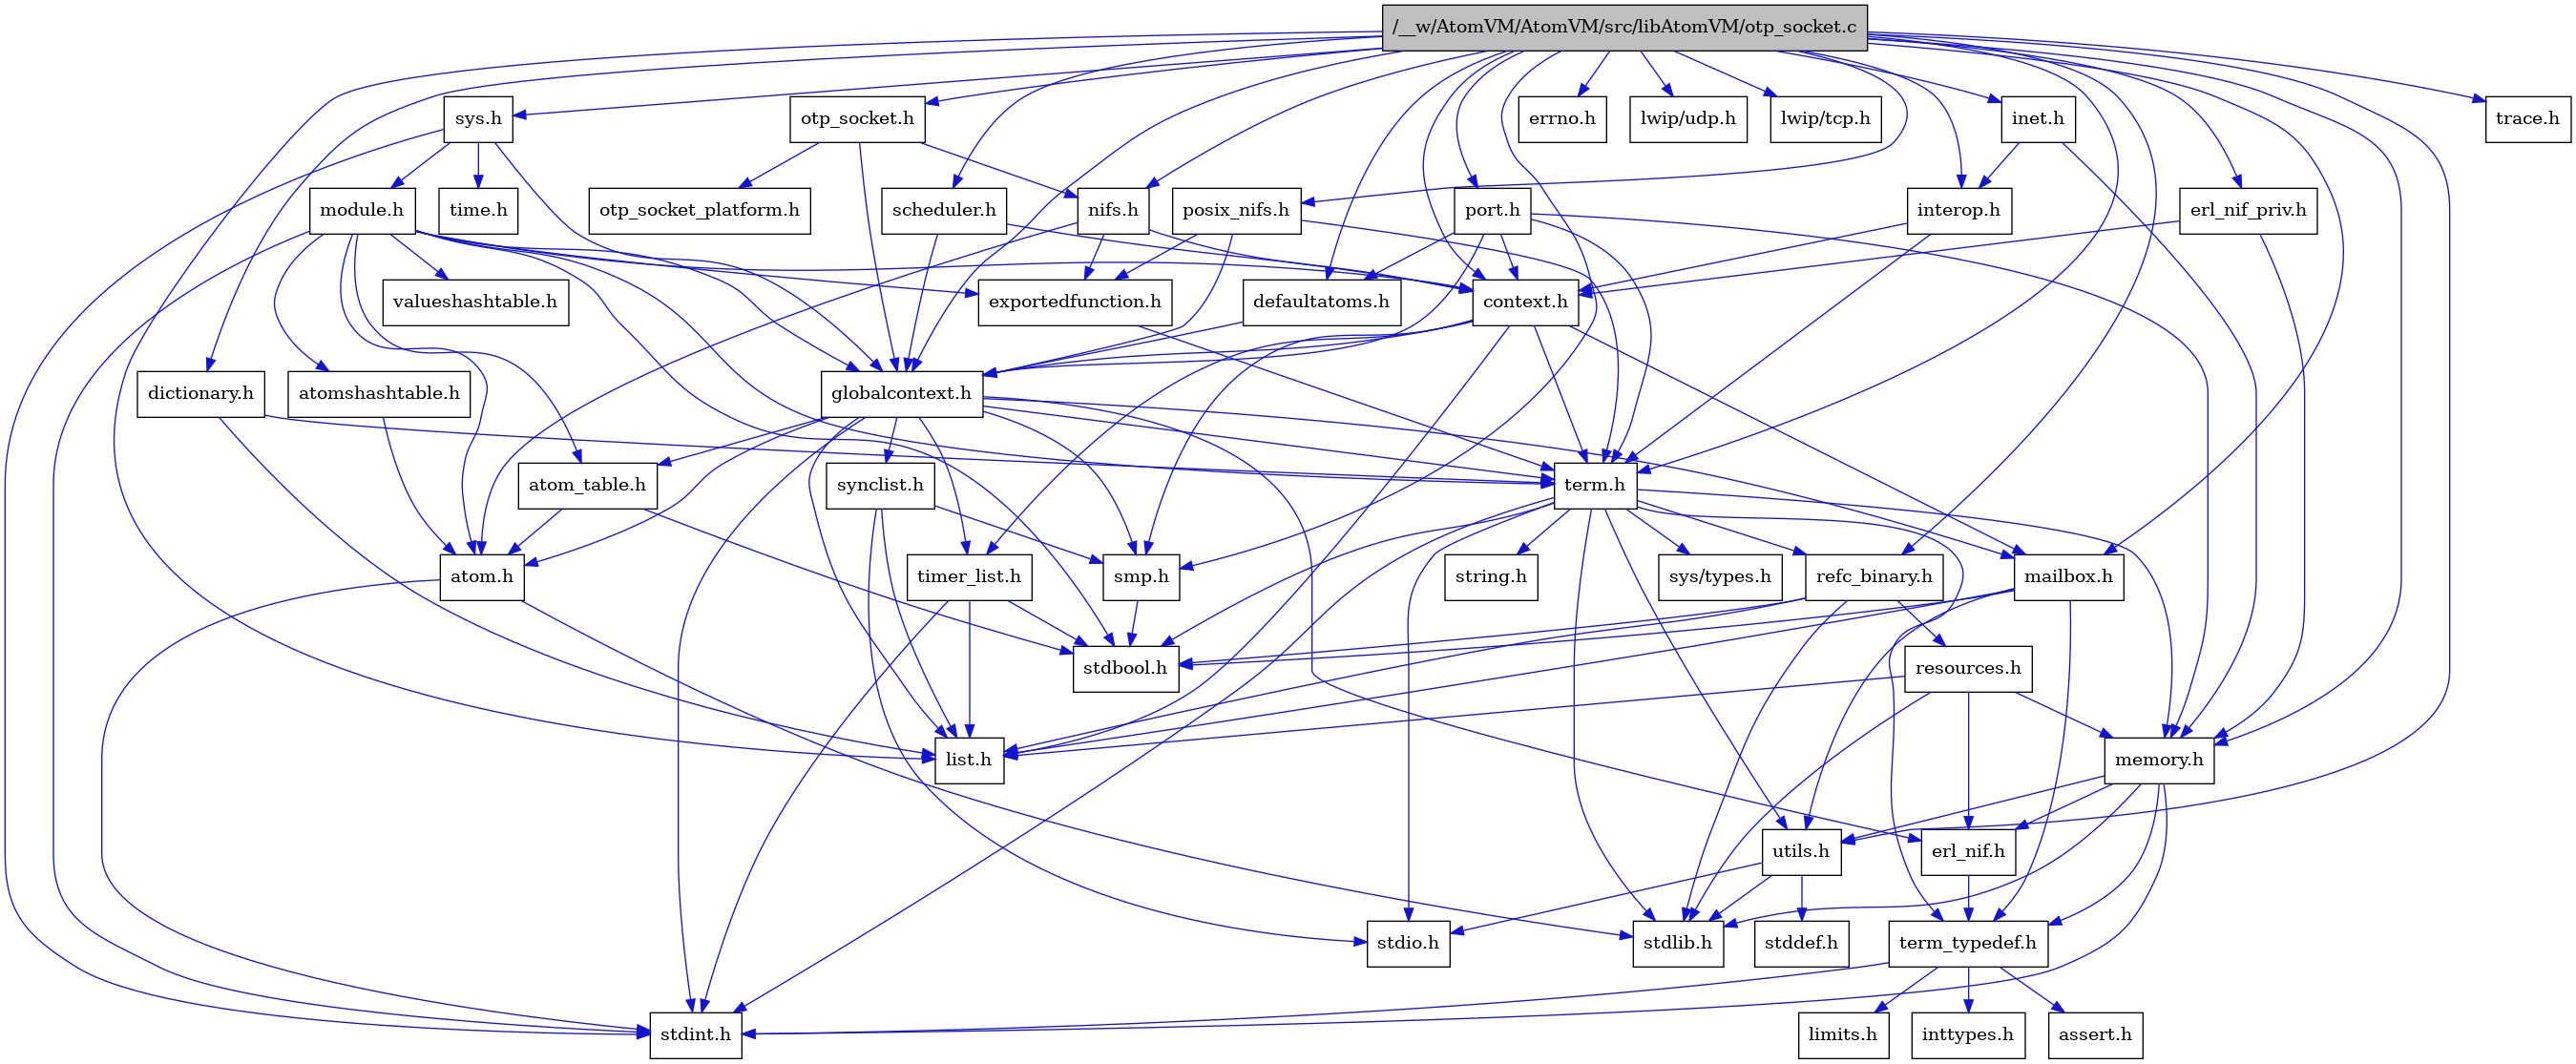 /__w/AtomVM/AtomVM/src/libAtomVM/otp_socket.c
sys.h
otp_socket.h
errno.h
lwip/udp.h
lwip/tcp.h
inet.h
trace.h
module.h
time.h
otp_socket_platform.h
scheduler.h
nifs.h
posix_nifs.h
port.h
interop.h
erl_nif_priv.h
valueshashtable.h
exportedfunction.h
defaultatoms.h
context.h
dictionary.h
atomshashtable.h
globalcontext.h
atom_table.h
synclist.h
term.h
atom.h
timer_list.h
smp.h
string.h
sys/types.h
refc_binary.h
mailbox.h
stdbool.h
resources.h
list.h
memory.h
utils.h
erl_nif.h
stdio.h
stdlib.h
stddef.h
term_typedef.h
stdint.h
limits.h
inttypes.h
assert.h